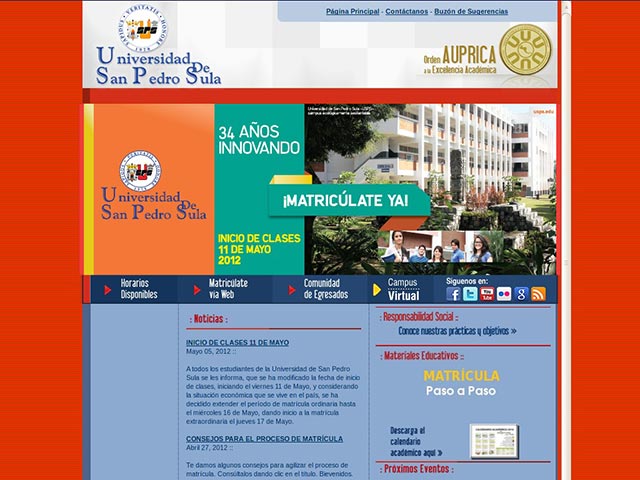 Página Principal - Contáctanos - Buzón de Sugerencias
Universidad De
San Pedro Sula
Orden AUPRICA
a la Excelencia Académica
34 AÑOS
INNOVANDO
Universidad de San Pedro Sula -USPS-
usps.edu
Universidad De
San Pedro Sula
¡MATRICÚLATE YA!
INICIO DE CLASES
11 DE MAYO
2012
Horarios
Disponibles
Matricúlate
vía Web
Comunidad
de Egresados
Campus
Virtual
Síguenos en:
: Noticias :
INICIO DE CLASES 11 DE MAYO
Mayo 05, 2012 ::
A todos los estudiantes de la Universidad de San Pedro
Sula se les informa, que se ha modificado la fecha de inicio
de clases, iniciando el viernes 11 de Mayo, y considerando
la situación económica que se vive en el país, se ha
decidido extender el período de matrícula ordinaria hasta
el miércoles 16 de Mayo, dando inicio a la matrícula
extraordinaria el jueves 17 de Mayo.
CONSEJOS PARA EL PROCESO DE MATRÍCULA
Abril 27, 2012 ::
Te damos algunos consejos para agilizar el proceso de
matrícula. Consúltalos dando clic en el título. Bievenidos.
: Responsabilidad Social ::
Conoce nuestras prácticas y objetivos »
: Materiales Educativos ::
MATRÍCULA
Paso a Paso
Descarga el
calendario
académico aquí »
: Próximos Eventos :